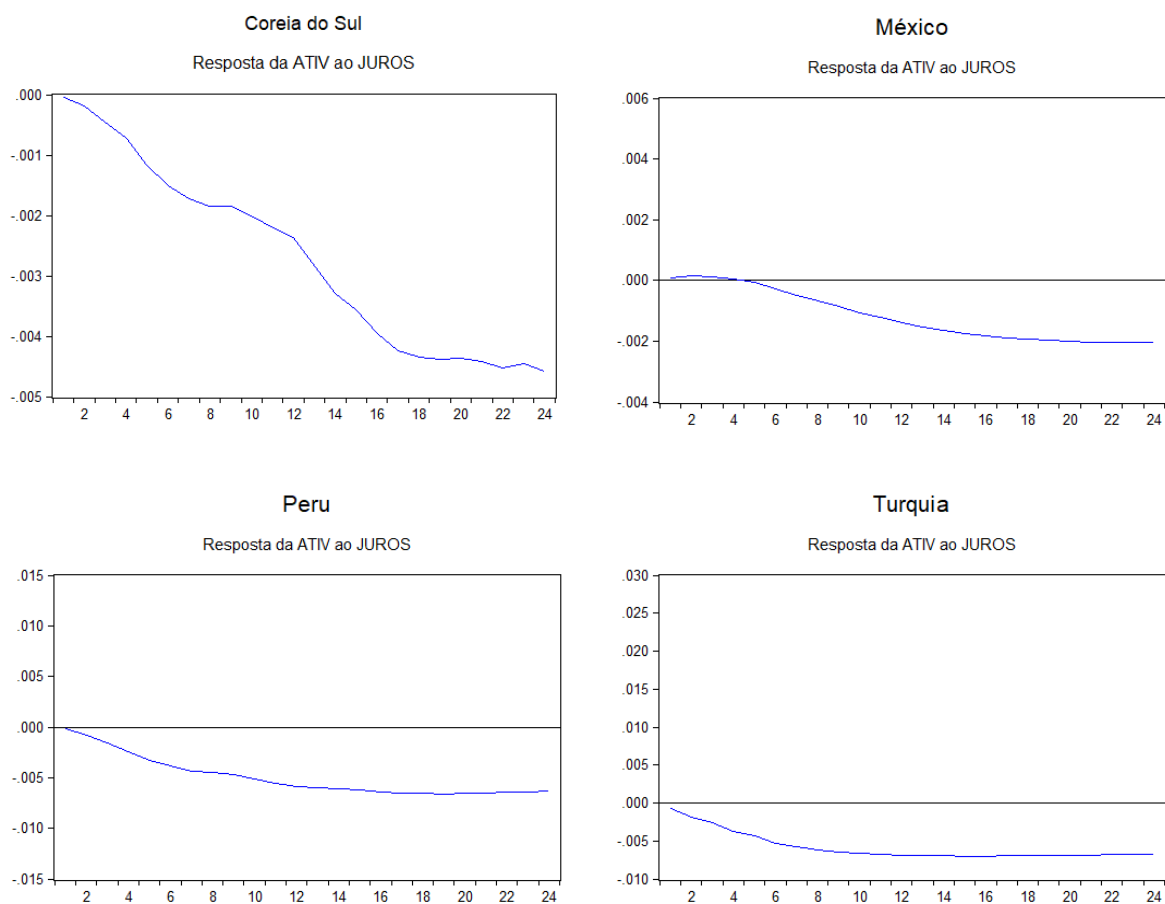 Coreia do Sul
Resposta da ATIV ao JUROS
.000
-.001
-.002
-.003
-.004
-.005
2 4 6 8 10 12 14 16 18 20 22 24
México
Resposta da ATIV ao JUROS
.006
.004
.002
.000
-.002
-.004
2 4 6 8 10 12 14 16 18 20 22 24
Peru
Resposta da ATIV ao JUROS
.015
.010
.005
.000
-.005
-.010
-.015
2 4 6 8 10 12 14 16 18 20 22 24
Turquia
Resposta da ATIV ao JUROS
.030
.025
.020
.015
.010
.005
.000
-.005
-.010
2 4 6 8 10 12 14 16 18 20 22 24